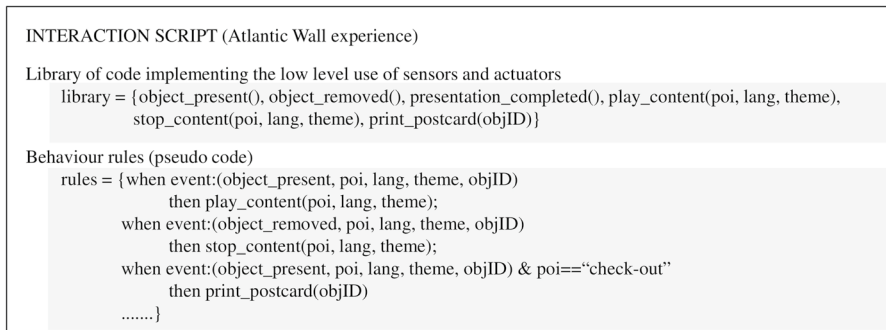 INTERACTION SCRIPT (Atlantic Wall experience)
Library of code implementing the low level use of sensors and actuators
library = {object_present(), object_removed(), presentation_completed(), play_content(poi, lang, theme),
stop_content(poi, lang, theme), print_postcard(objID)}
Behaviour rules (pseudo code)
rules = {when event:(object_present, poi, lang, theme, objID)
then play_content(poi, lang, theme);
when event:(object_removed, poi, lang, theme, objID)
then stop_content(poi, lang, theme);
when event:(object_present, poi, lang, theme, objID) & poi==“check-out”
then print_postcard(objID)
.......}